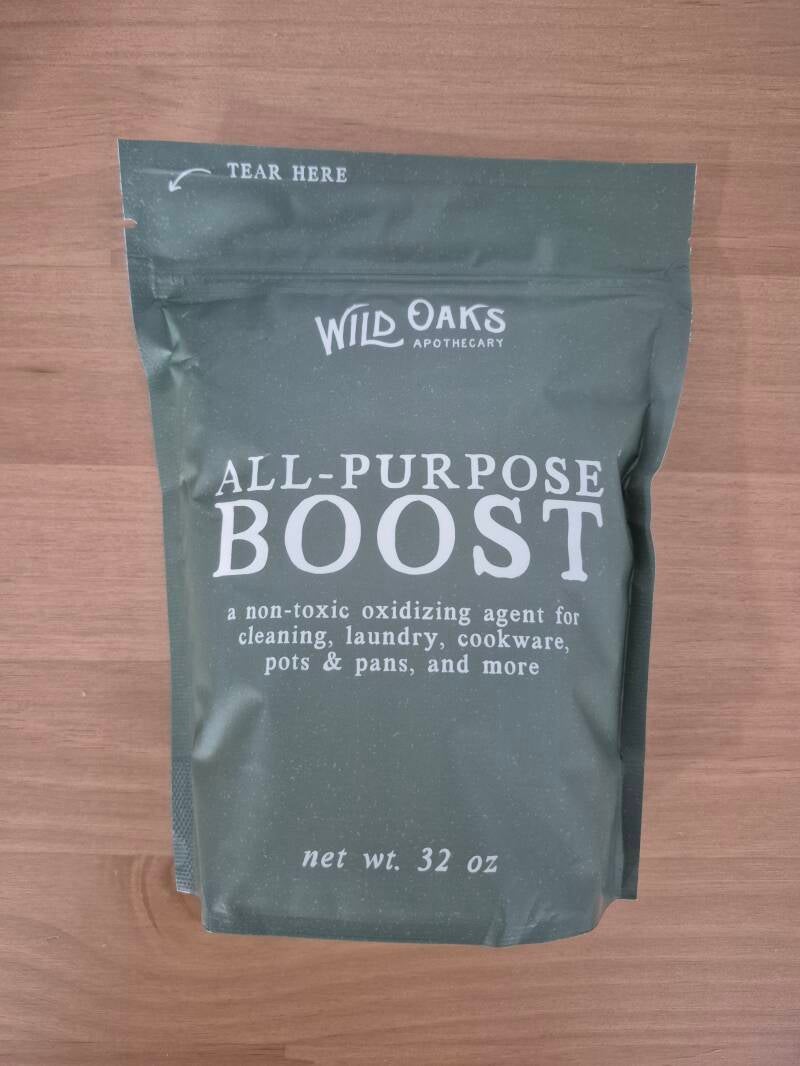 TEAR HERE
WILD OAKS
APOTHECARY
ALL-PURPOSE
BOOST
a non-toxic oxidizing agent for
cleaning, laundry, cookware,
pots & pans, and more
net wt. 32 oz